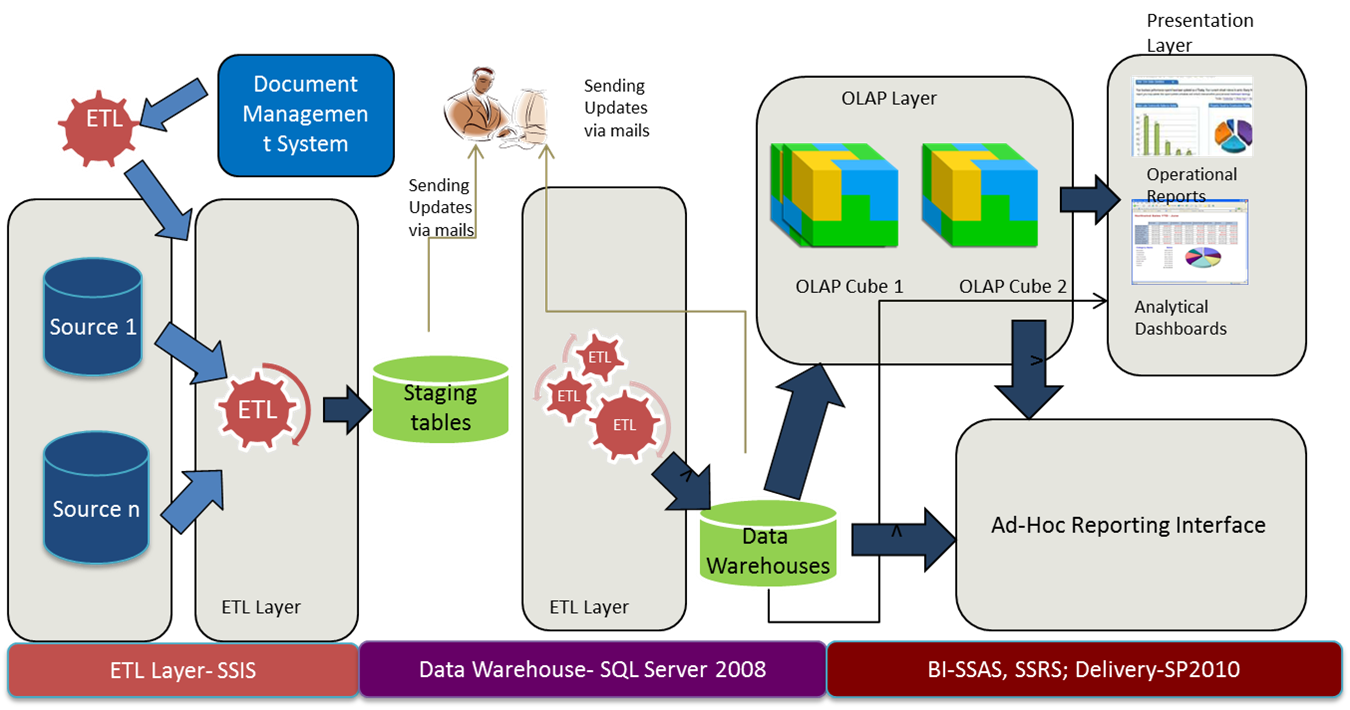 Presentation
Layer
Document
Managemen
t System
ETL
Sending
Updates
via mails
OLAP Layer
Operational
Reports
Sending
Updates
via mails
OLAP Cube 1
OLAP Cube 2
Analytical
Dashboards
Source 1
ETL
Staging
tables
ETL
ETL
ETL
>
>
Source n
Data
Warehouses
>
Ad-Hoc Reporting Interface
ETL Layer
ETL Layer
ETL Layer- SSIS
Data Warehouse- SQL Server 2008
BI-SSAS, SSRS; Delivery-SP2010